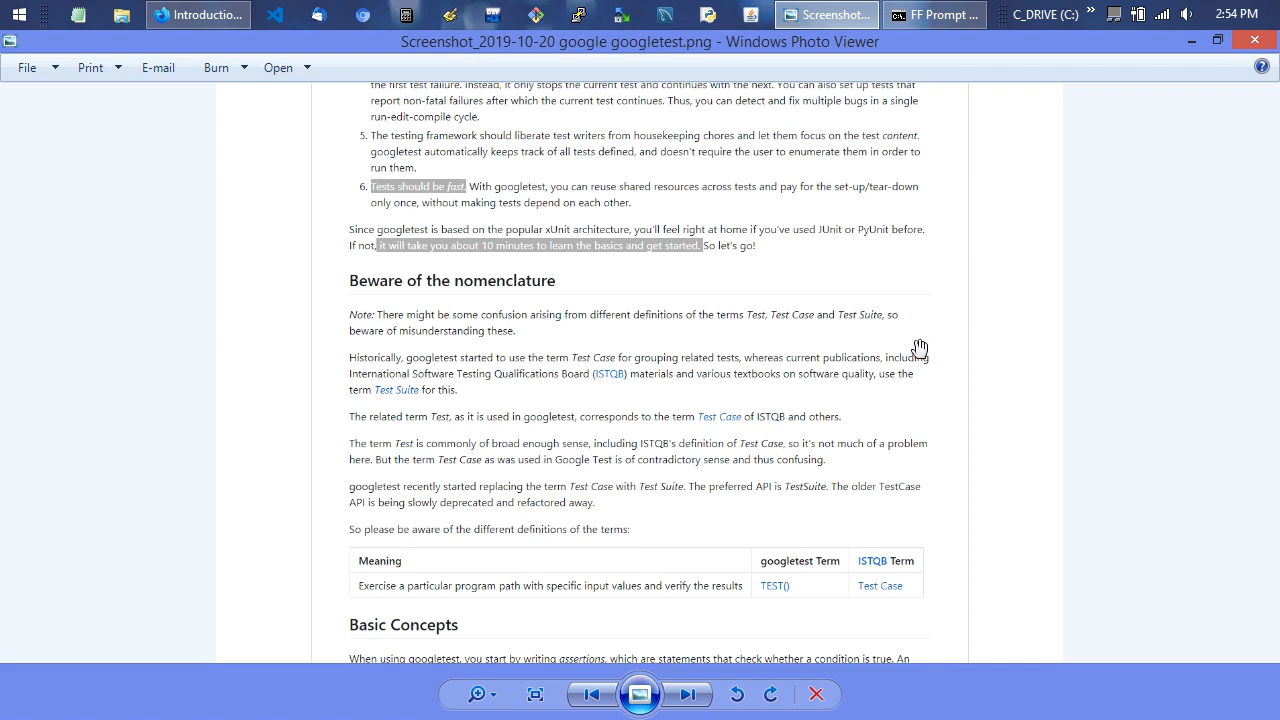 Introductio...
Screenshot...
FF Prompt ...
C_DRIVE (C:)
2:54 PM
Screenshot_2019-10-20 google googletest.png - Windows Photo Viewer
File Print E-mail Burn Open
the first test failure. Instead, it only stops the current test and continues with the next. You can also set up tests that
report non-fatal failures after which the current test continues. Thus, you can detect and fix multiple bugs in a single
run-edit-compile cycle.
5. The testing framework should liberate test writers from housekeeping chores and let them focus on the test content.
googletest automatically keeps track of all tests defined, and doesn't require the user to enumerate them in order to
run them.
6. Tests should be fast. With googletest, you can reuse shared resources across tests and pay for the set-up/tear-down
only once, without making tests depend on each other.
Since googletest is based on the popular xUnit architecture, you'll feel right at home if you've used JUnit or PyUnit before.
If not, it will take you about 10 minutes to learn the basics and get started. So let's go!
Beware of the nomenclature
Note: There might be some confusion arising from different definitions of the terms Test, Test Case and Test Suite, so
beware of misunderstanding these.
Historically, googletest started to use the term Test Case for grouping related tests, whereas current publications, including
International Software Testing Qualifications Board (ISTQB) materials and various textbooks on software quality, use the
term Test Suite for this.
The related term Test, as it is used in googletest, corresponds to the term Test Case of ISTQB and others.
The term Test is commonly of broad enough sense, including ISTQB's definition of Test Case, so it's not much of a problem
here. But the term Test Case as was used in Google Test is of contradictory sense and thus confusing.
googletest recently started replacing the term Test Case with Test Suite. The preferred API is TestSuite. The older TestCase
API is being slowly deprecated and refactored away.
So please be aware of the different definitions of the terms:
Meaning googletest Term ISTQB Term
Exercise a particular program path with specific input values and verify the results TEST() Test Case
Basic Concepts
When using googletest, you start by writing assertions, which are statements that check whether a condition is true. An